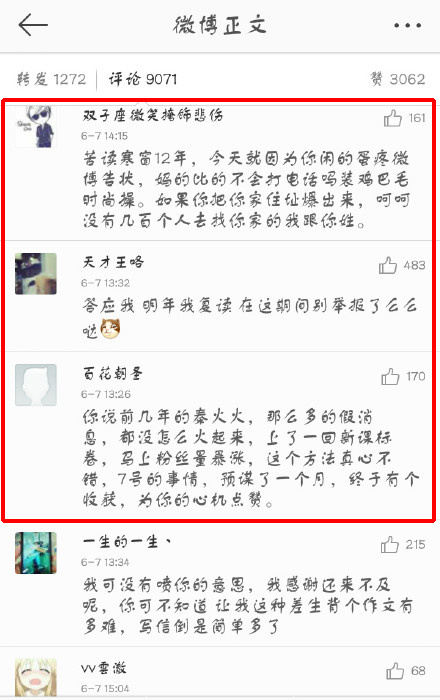 微博正文
转发 1272 评论 9071 赞 3062
双子座微笑掩饰悲伤 161
6-7 14:15
苦读寒窗12年，今天就因为你闲的蛋疼微
博告状，妈的比的不会打电话吗装鸡巴毛
时尚操。如果你把你家住址爆出来，呵呵
没有几百个人去找你家的我跟你姓。
天才王咯 483
6-7 13:32
答应我 明年我复读 在这期间别举报了么么
哒
百花朝圣 170
6-7 13:26
你说前几年的秦火火，那么多的假消
息，都没怎么火起来，上了一回新课标
卷，马上粉丝量暴涨，这个方法真心不
错，7号的事情，预谋了一个月，终于有个
收获，为你的心机点赞。
一生的一生、 215
6-7 13:34
我可没有喷你的意思，我感谢还来不及
呢，你可不知道 让我这种差生背个作文有
多难，写信倒是简单多了
vv雲澈 68
6-7 15:04